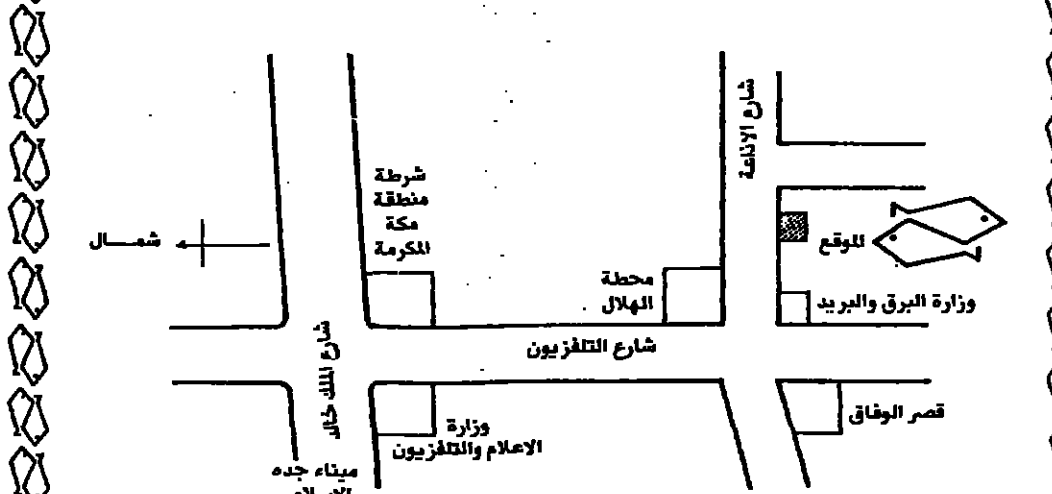 شارع الاذاعة
شرطة
منطقة
مكة
المكرمة
شمـــال
الموقع
محطة
الهلال
وزارة البرق والبريد
شارع التلفزيون
شارع الملك خالد
قصر الوفاق
وزارة
الاعلام والتلفزيون
ميناء جده